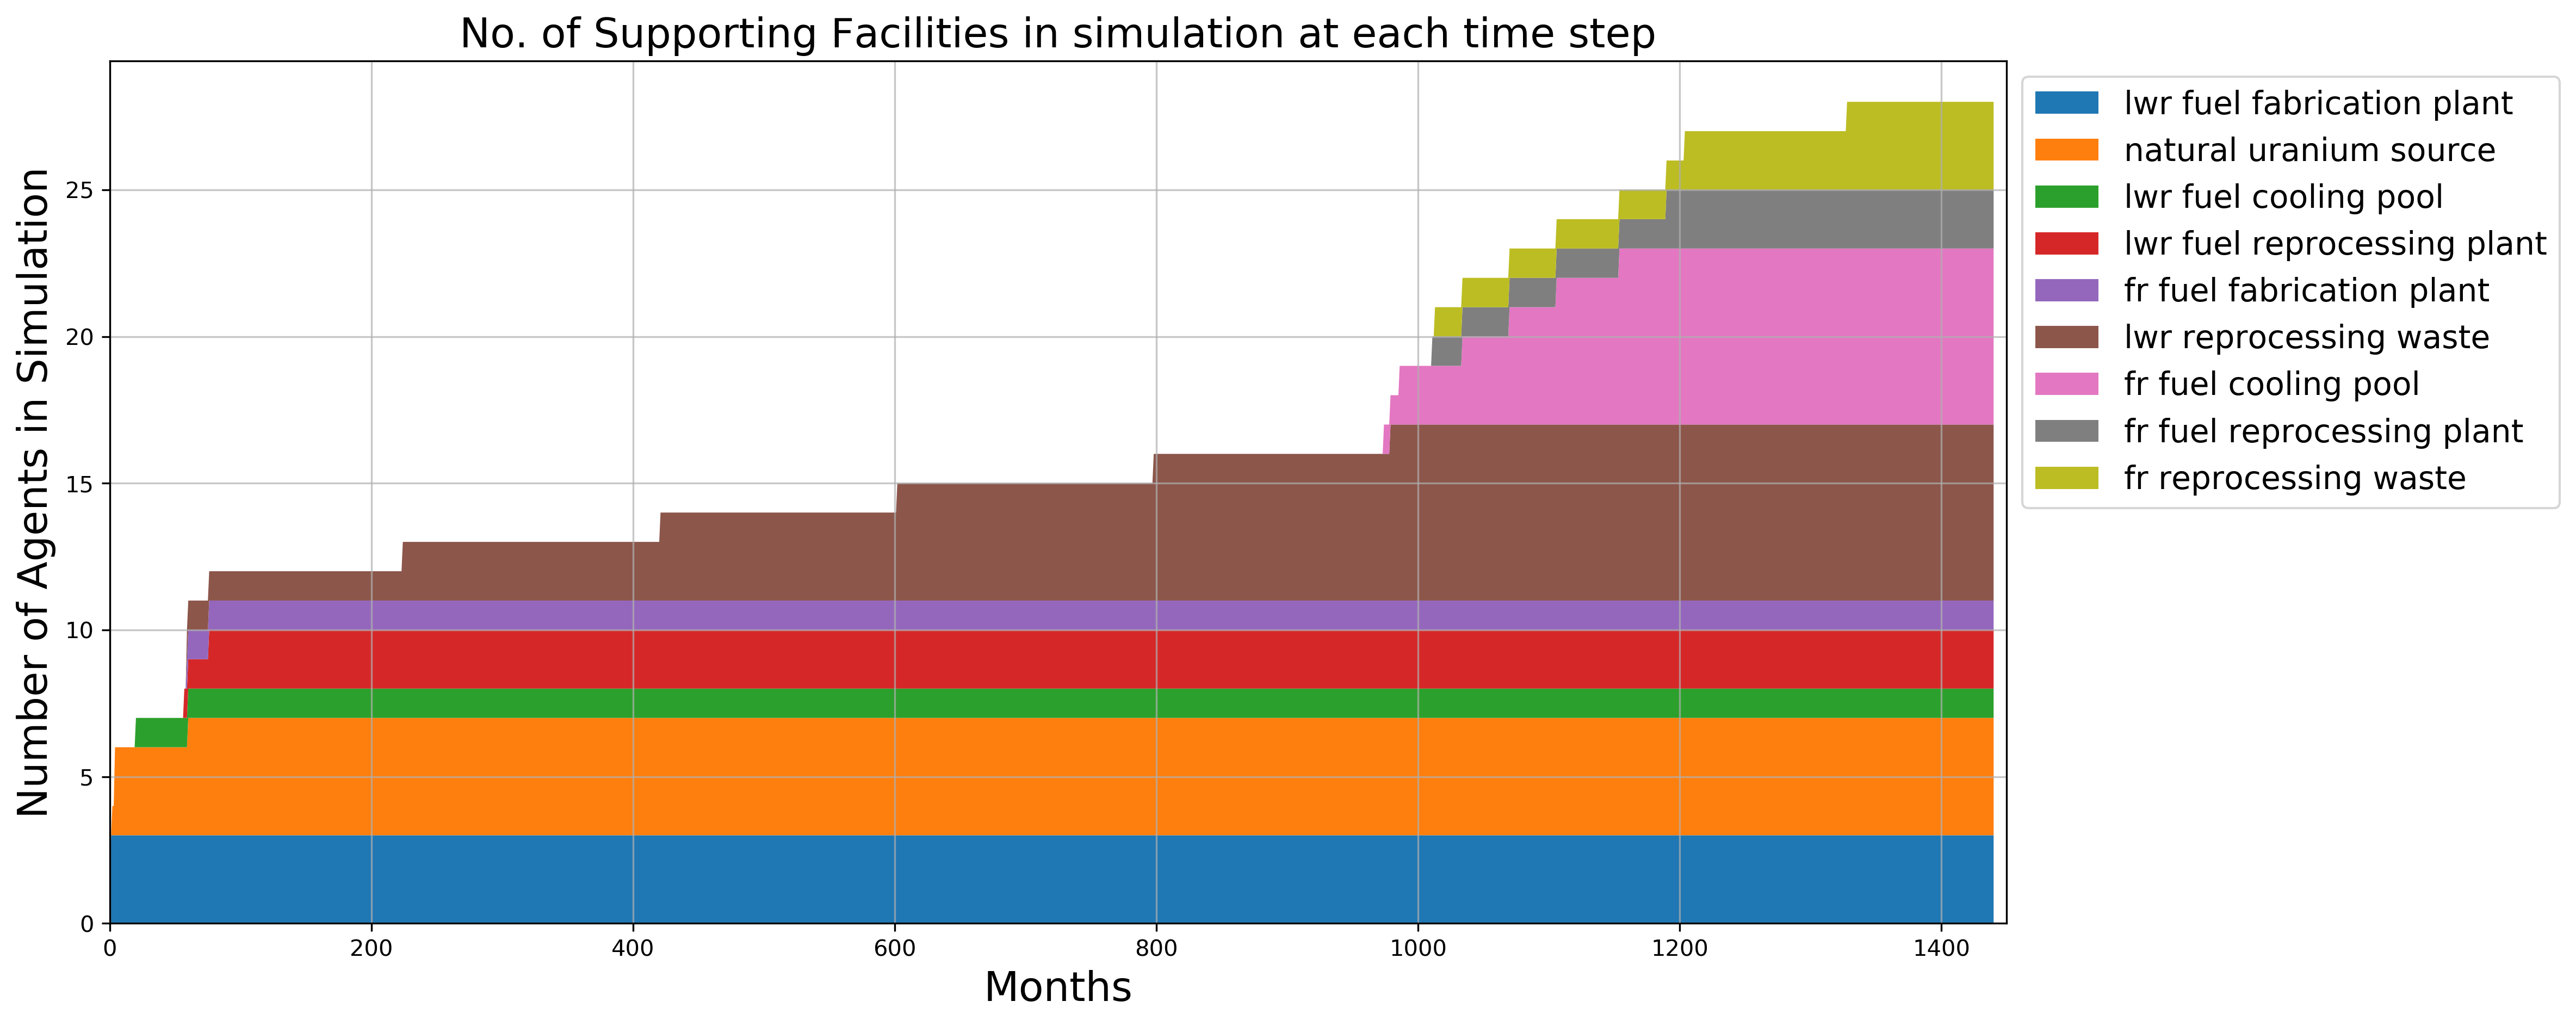 No. of Supporting Facilities in simulation at each time step
Number of Agents in Simulation
25
20
15
10
5
0
0 200 400 600 800 1000 1200 1400
Months
lwr fuel fabrication plant
natural uranium source
lwr fuel cooling pool
lwr fuel reprocessing plant
fr fuel fabrication plant
lwr reprocessing waste
fr fuel cooling pool
fr fuel reprocessing plant
fr reprocessing waste